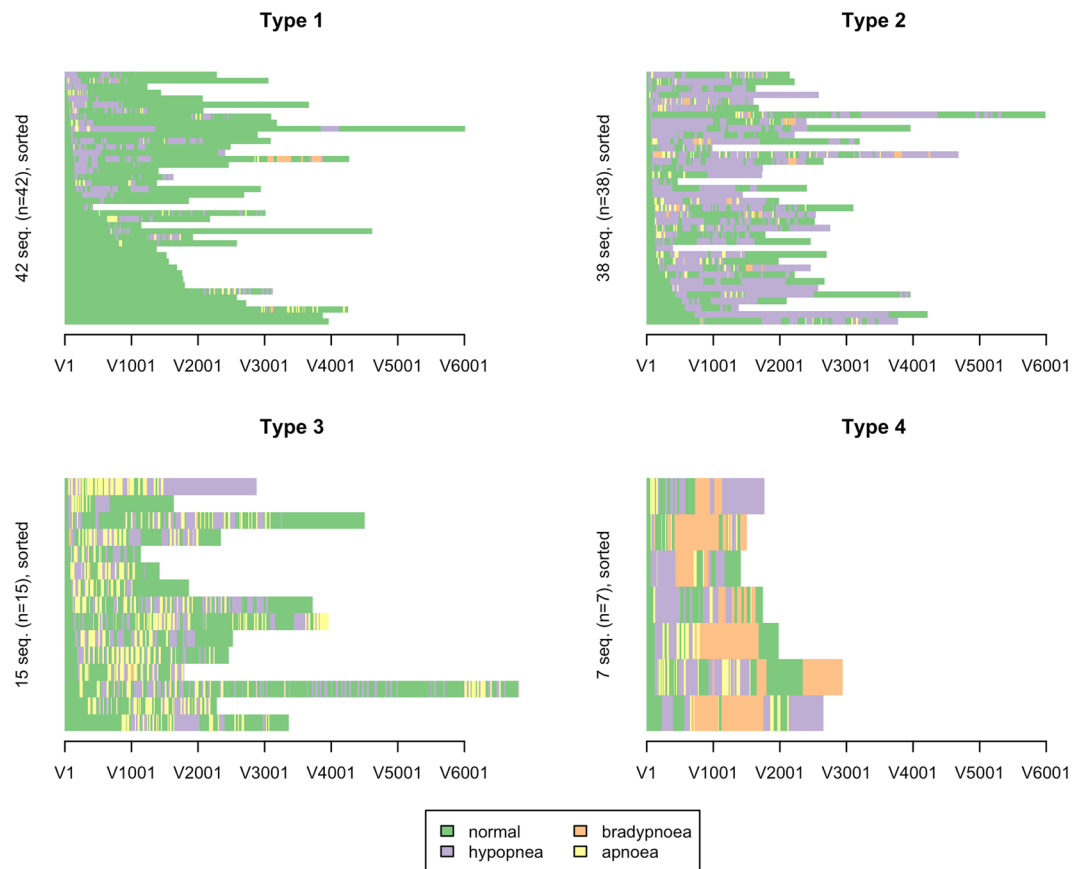 Type 1
42 seq. (n=42), sorted
V1 V1001 V2001 V3001 V4001 V5001 V6001
Type 2
38 seq. (n=38), sorted
V1 V1001 V2001 V3001 V4001 V5001 V6001
Type 3
15 seq. (n=15), sorted
V1 V1001 V2001 V3001 V4001 V5001 V6001
Type 4
7 seq. (n=7), sorted
V1 V1001 V2001 V3001 V4001 V5001 V6001
normal bradypnoea
hypopnea apnoea